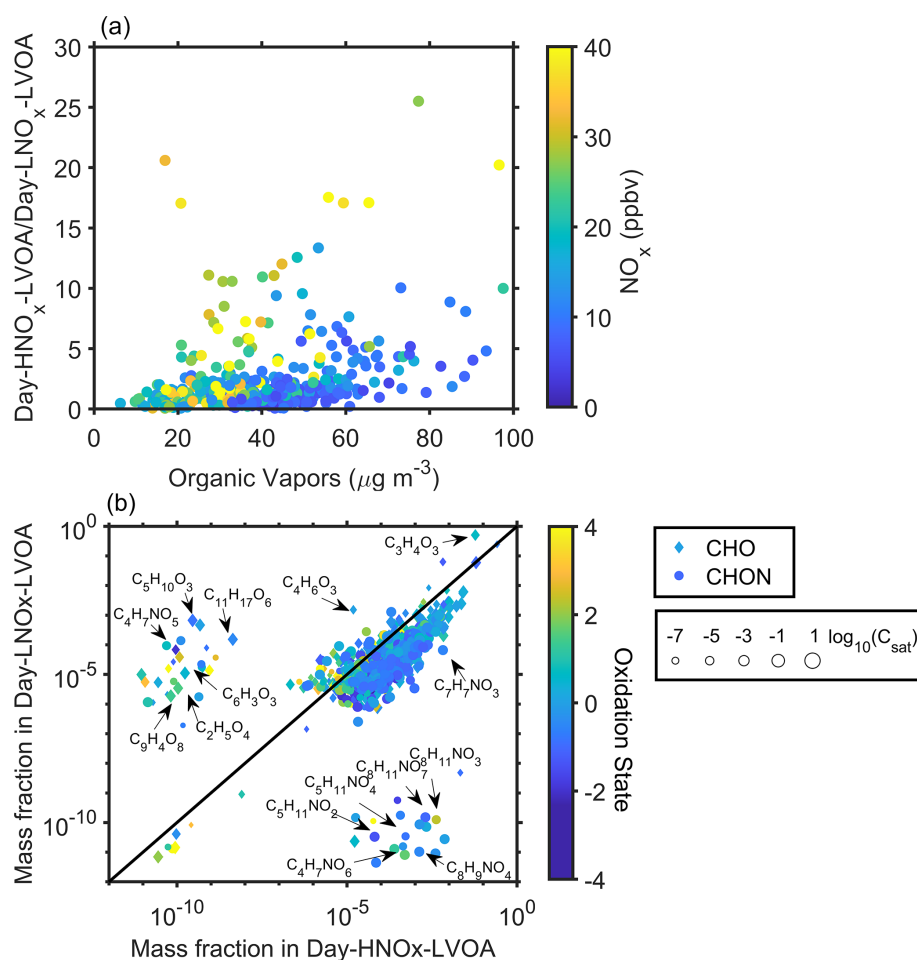 (a)
30
25
20
15
10
5
0
0 20 40 60 80 100
Day-HNOx-LVOA/Day-LNOx-LVOA
Organic Vapors (μg m-3)
40
30
20
10
0
NOx (ppbv)
(b)
10^0
10^-5
10^-10
10^-10 10^-5 10^0
Mass fraction in Day-LNOx-LVOA
Mass fraction in Day-HNOx-LVOA
C3H4O3
C4H6O3
C5H10O3
C11H17O6
C4H7NO5
C6H3O3
C2H5O4
C9H4O8
C7H7NO3
C8H11NO3
C8H11NO7
C5H11NO4
C5H11NO2
C4H7NO6
C8H9NO4
4
2
0
-2
-4
Oxidation State
CHO
CHON
-7 -5 -3 -1 1 log10(Csat)